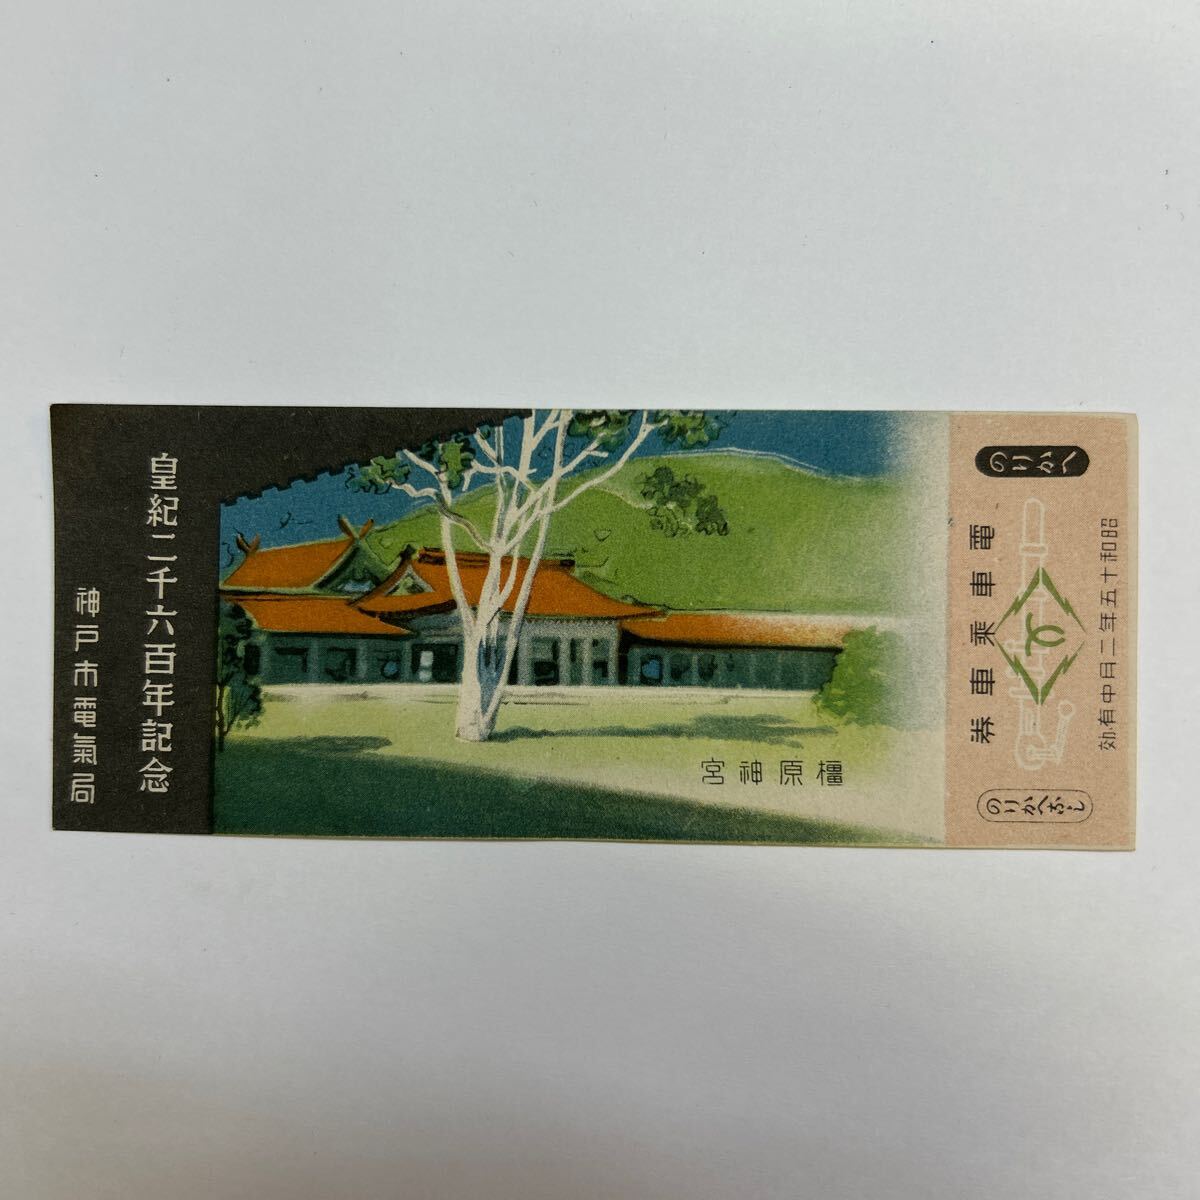 皇紀二千六百年記念
神戸市電氣局
橿原神宮
のりかへ
電車乗車券
昭和十五年二月中有効
のりかへなし